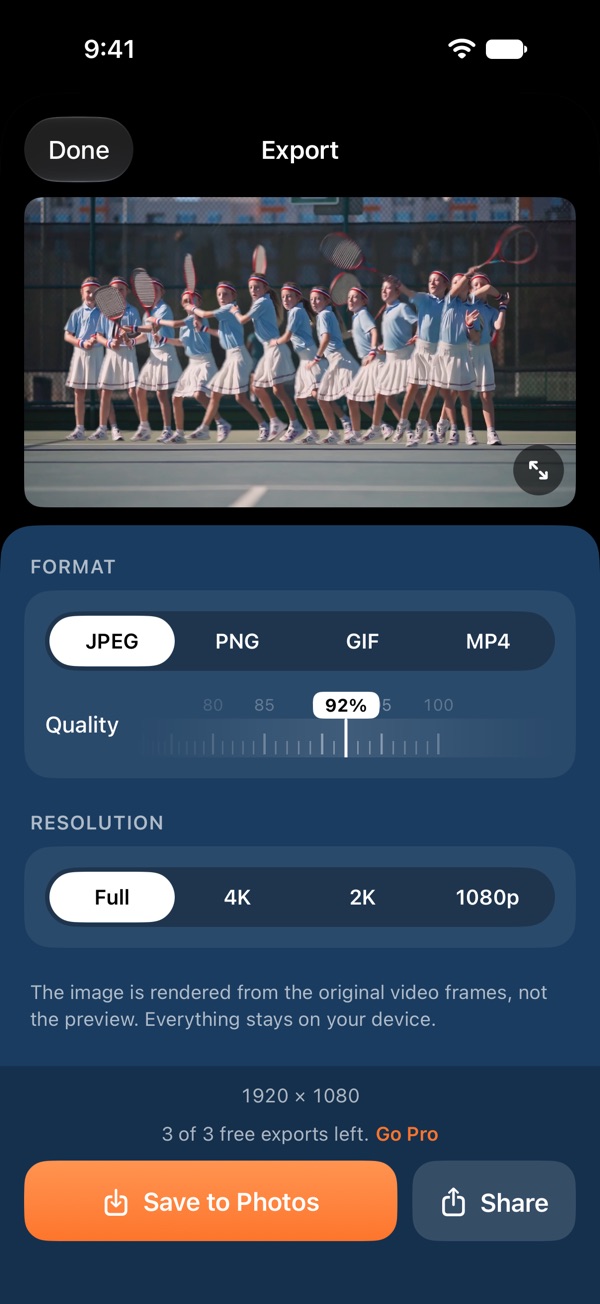 9:41
Done
Export
FORMAT
JPEG PNG GIF MP4
80 85 92% 5 100
Quality
RESOLUTION
Full 4K 2K 1080p
The image is rendered from the original video frames, not
the preview. Everything stays on your device.
1920 × 1080
3 of 3 free exports left. Go Pro
Save to Photos
Share